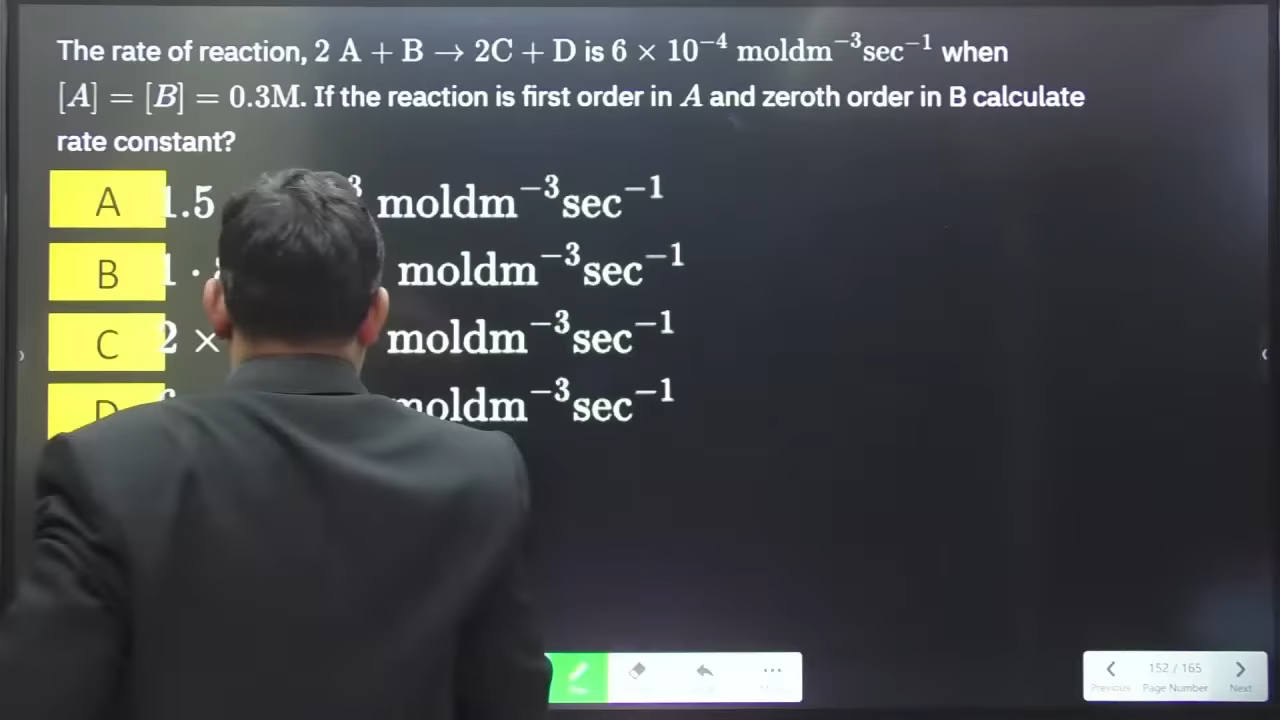 The rate of reaction, 2 A + B → 2C + D is 6 × 10⁻⁴ moldm⁻³sec⁻¹ when
[A] = [B] = 0.3M. If the reaction is first order in A and zeroth order in B calculate
rate constant?
A 1.5 moldm⁻³sec⁻¹
B 1 · moldm⁻³sec⁻¹
C 2 × moldm⁻³sec⁻¹
D moldm⁻³sec⁻¹
152 / 165
Previous Page Number Next